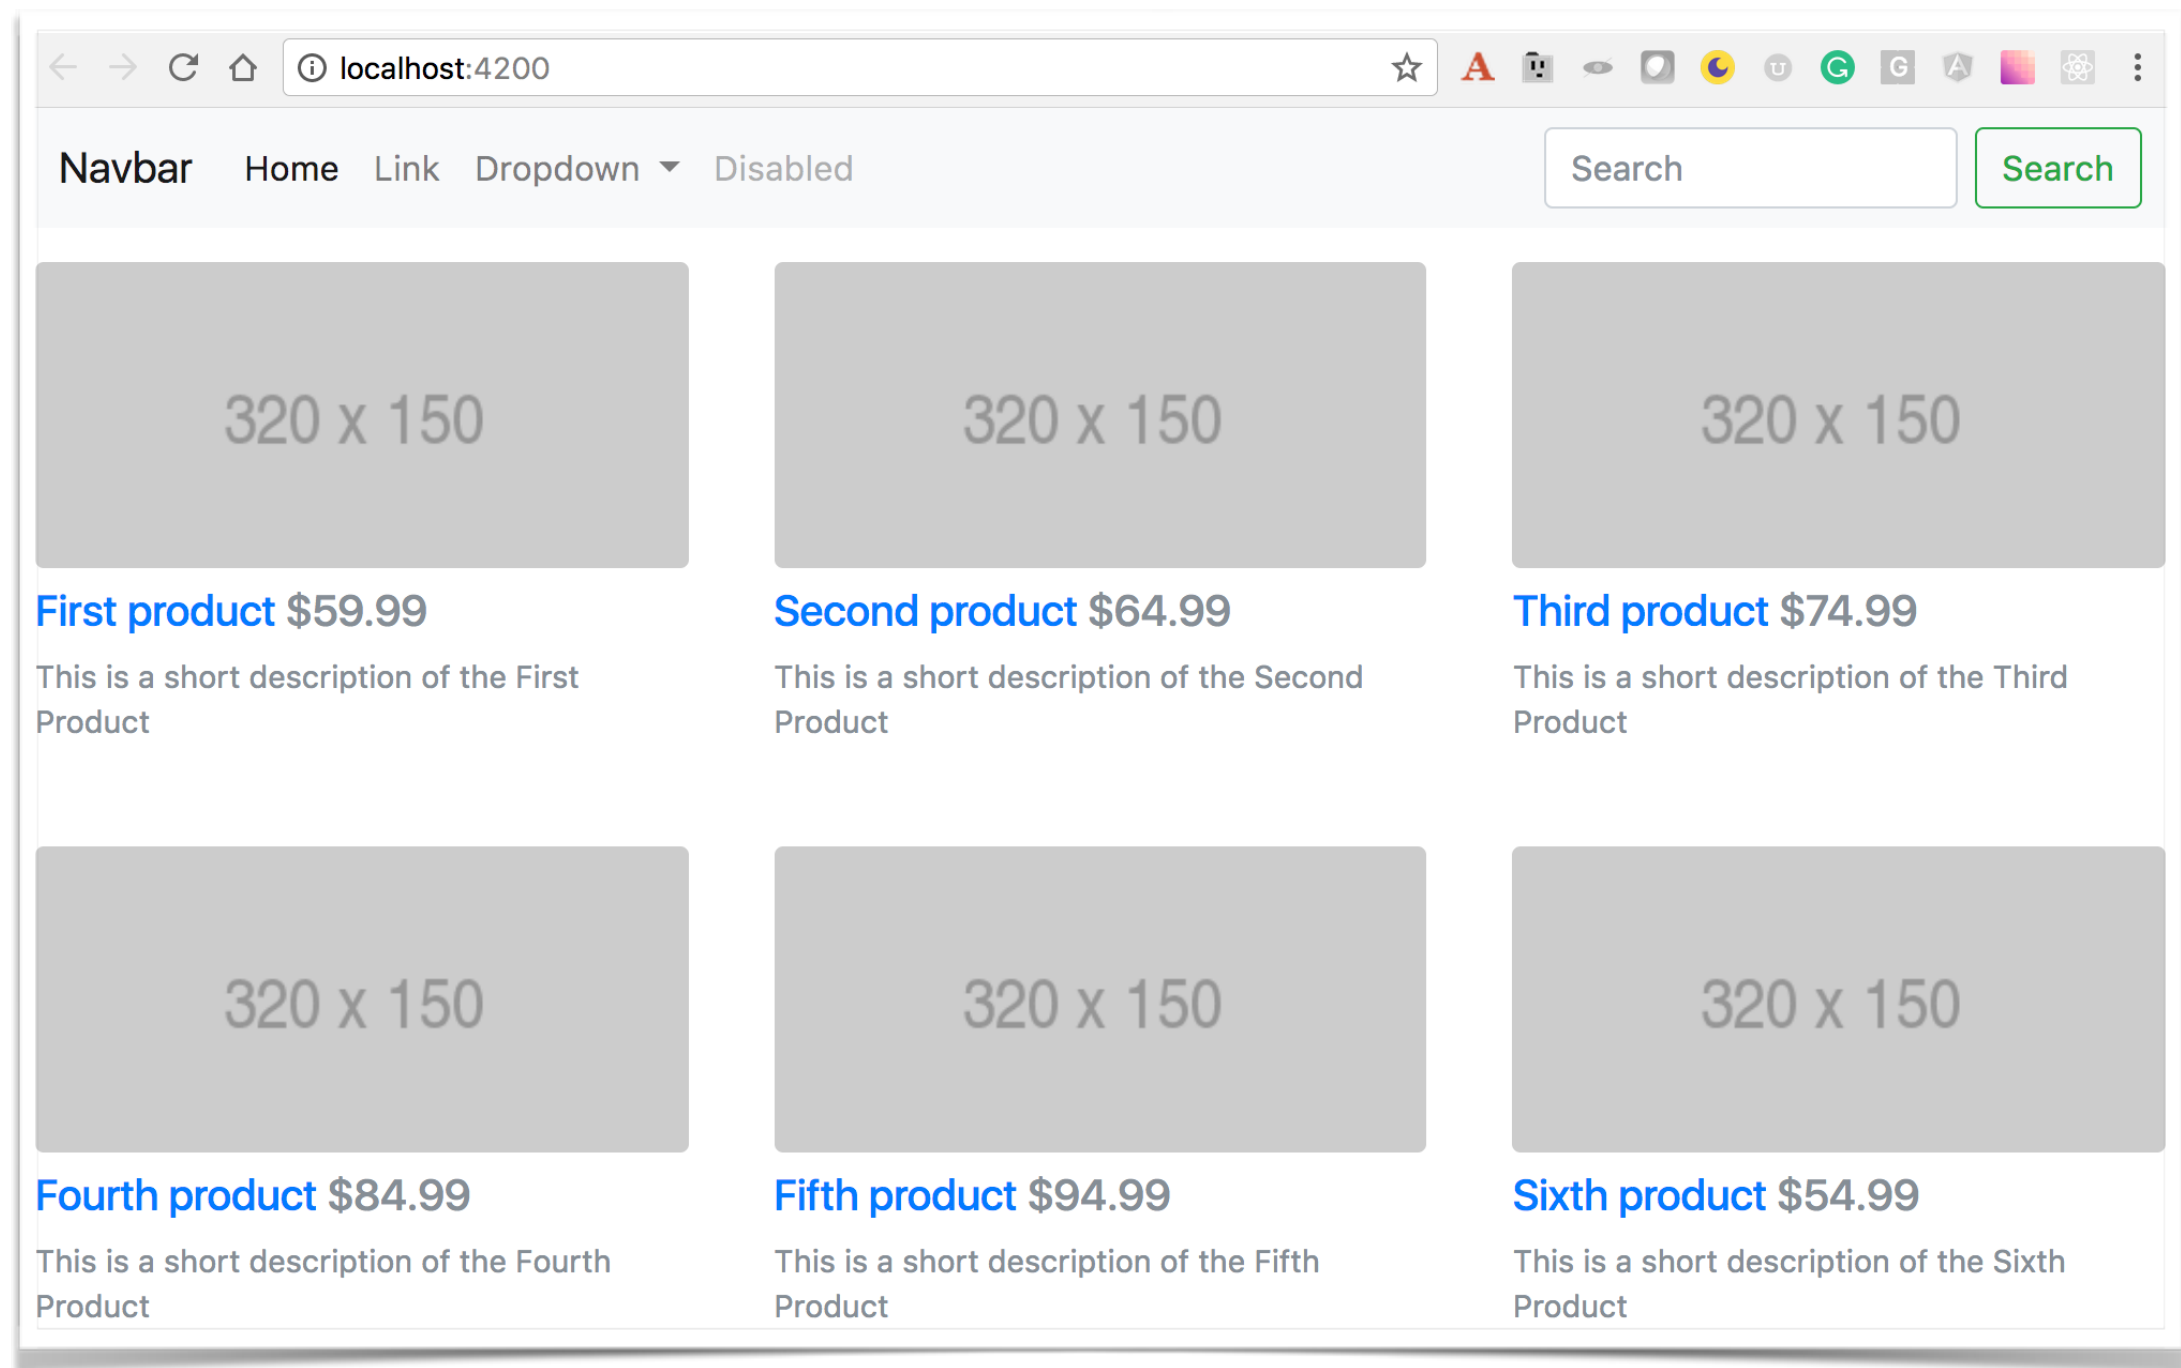 localhost:4200
Navbar Home Link Dropdown Disabled Search Search
320 x 150 320 x 150 320 x 150
First product $59.99
This is a short description of the First
Product
Second product $64.99
This is a short description of the Second
Product
Third product $74.99
This is a short description of the Third
Product
320 x 150 320 x 150 320 x 150
Fourth product $84.99
This is a short description of the Fourth
Product
Fifth product $94.99
This is a short description of the Fifth
Product
Sixth product $54.99
This is a short description of the Sixth
Product